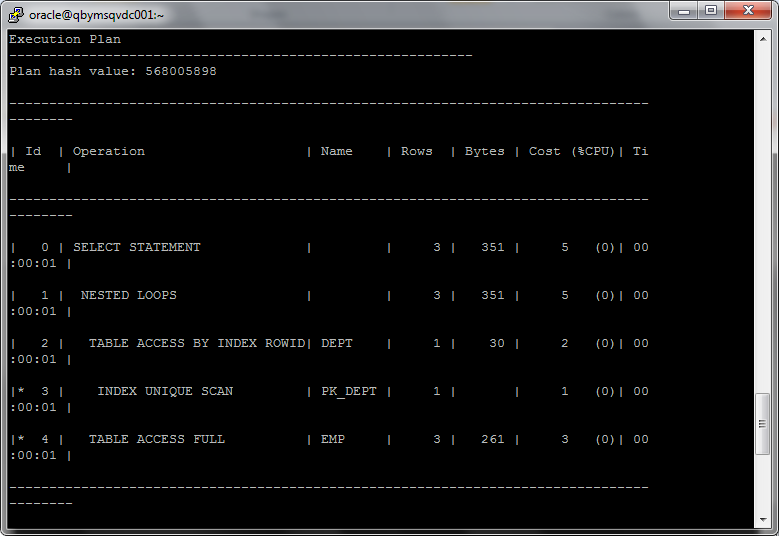 oracle@qbymsqvdc001:~
Execution Plan
----------------------------------------------------------
Plan hash value: 568005898
--------------------------------------------------------------------------------
--------
| Id  | Operation                    | Name    | Rows  | Bytes | Cost (%CPU)| Ti
me     |
--------------------------------------------------------------------------------
--------
|   0 | SELECT STATEMENT             |         |     3 |   351 |     5   (0)| 00
:00:01 |
|   1 |  NESTED LOOPS                |         |     3 |   351 |     5   (0)| 00
:00:01 |
|   2 |   TABLE ACCESS BY INDEX ROWID| DEPT    |     1 |    30 |     2   (0)| 00
:00:01 |
|*  3 |    INDEX UNIQUE SCAN         | PK_DEPT |     1 |       |     1   (0)| 00
:00:01 |
|*  4 |   TABLE ACCESS FULL          | EMP     |     3 |   261 |     3   (0)| 00
:00:01 |
--------------------------------------------------------------------------------
--------